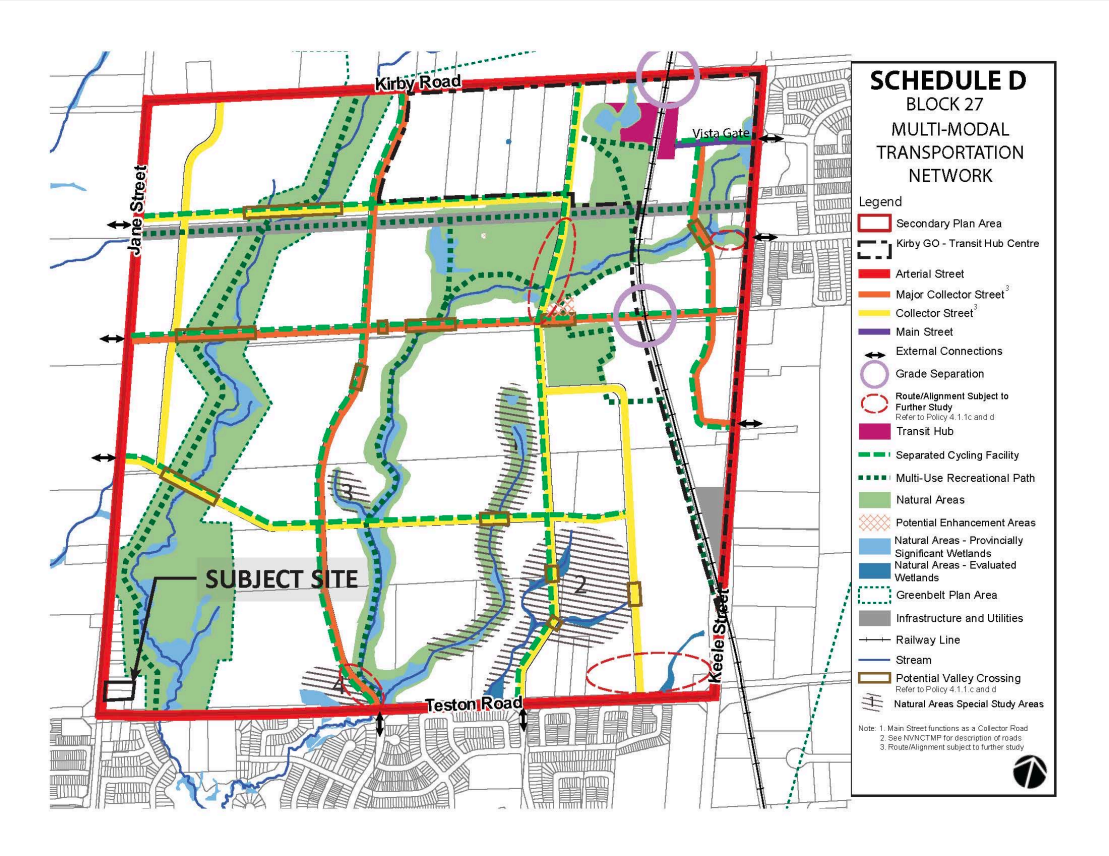 Kirby Road
Vista Gate
Jane Street
1
3
2
4
SUBJECT SITE
Keele Street
Teston Road
SCHEDULE D
BLOCK 27
MULTI-MODAL
TRANSPORTATION
NETWORK
Legend
Secondary Plan Area
Kirby GO - Transit Hub Centre
Arterial Street
Major Collector Street3
Collector Street3
Main Street
External Connections
Grade Separation
Route/Alignment Subject to
Further Study
Refer to Policy 4.1.1c and d
Transit Hub
Separated Cycling Facility
Multi-Use Recreational Path
Natural Areas
Potential Enhancement Areas
Natural Areas - Provincially
Significant Wetlands
Natural Areas - Evaluated
Wetlands
Greenbelt Plan Area
Infrastructure and Utilities
Railway Line
Stream
Potential Valley Crossing
Refer to Policy 4.1.1.c and d
1
Natural Areas Special Study Areas
Note: 1. Main Street functions as a Collector Road
2. See NVNCTMP for description of roads
3. Route/Alignment subject to further study